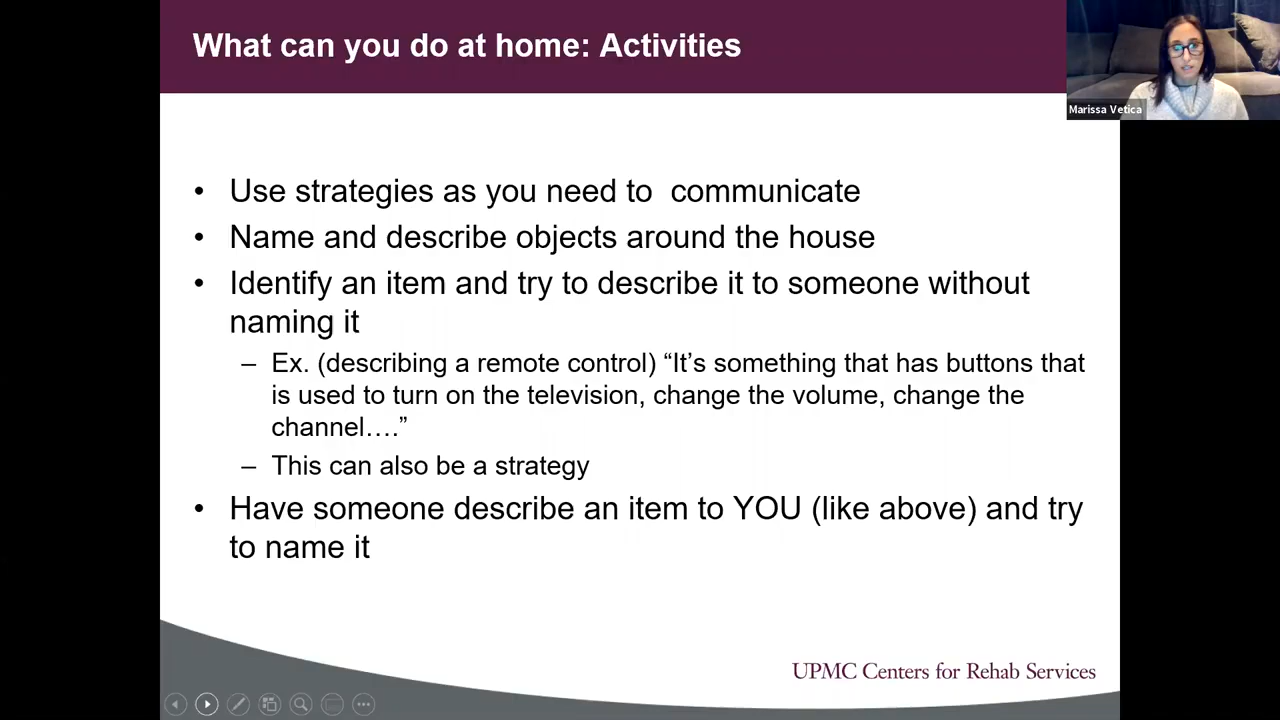 What can you do at home: Activities
Marissa Vetica
• Use strategies as you need to  communicate
• Name and describe objects around the house
• Identify an item and try to describe it to someone without
naming it
– Ex. (describing a remote control) “It’s something that has buttons that
is used to turn on the television, change the volume, change the
channel….”
– This can also be a strategy
• Have someone describe an item to YOU (like above) and try
to name it
UPMC Centers for Rehab Services